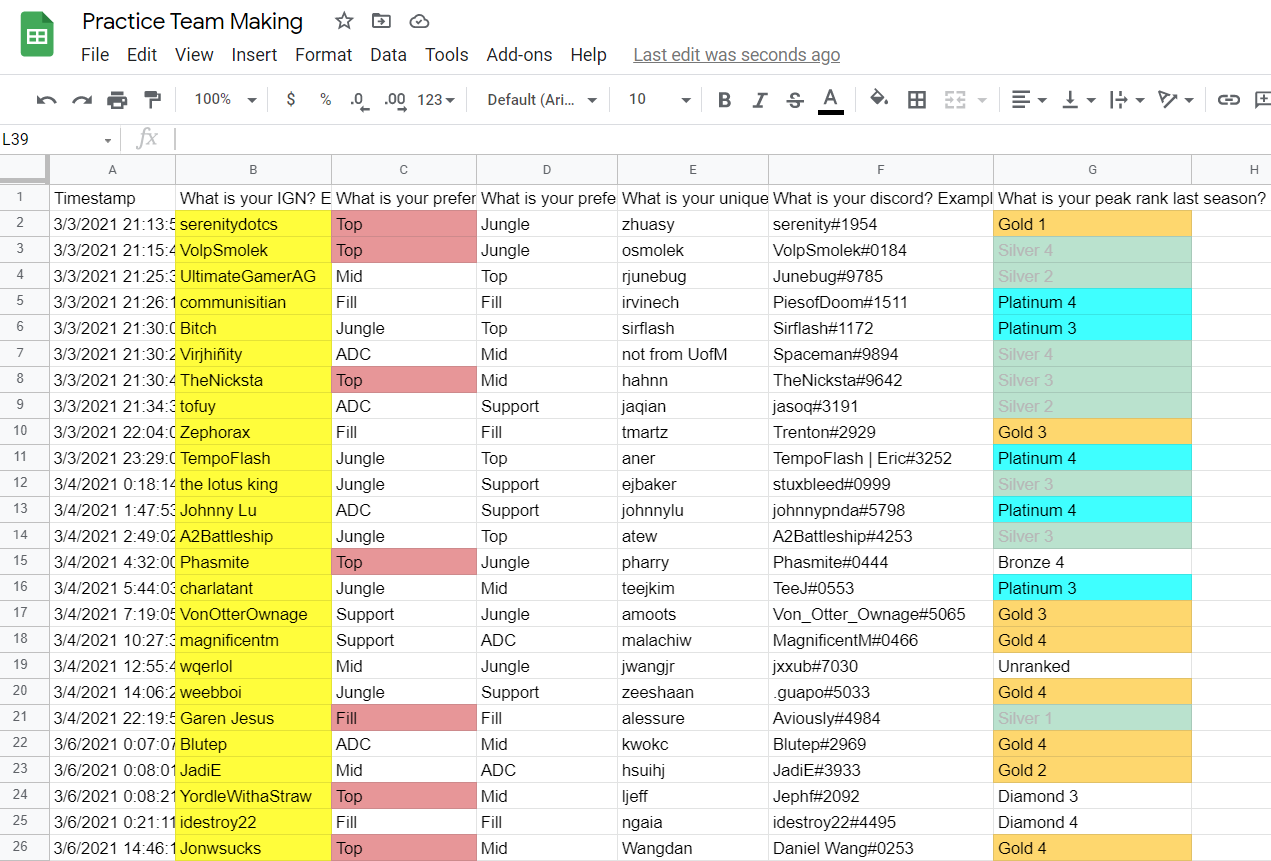 Practice Team Making
File Edit View Insert Format Data Tools Add-ons Help Last edit was seconds ago
100% $ % .0 .00 123 Default (Ari... 10 B I S A
L39 fx
A B C D E F G H
1 Timestamp What is your IGN? E What is your prefer What is your prefe What is your unique What is your discord? Exampl What is your peak rank last season?
2 3/3/2021 21:13:5 serenitydotcs Top Jungle zhuasy serenity#1954 Gold 1
3 3/3/2021 21:15:4 VolpSmolek Top Jungle osmolek VolpSmolek#0184 Silver 4
4 3/3/2021 21:25:3 UltimateGamerAG Mid Top rjunebug Junebug#9785 Silver 2
5 3/3/2021 21:26:1 communisitian Fill Fill irvinech PiesofDoom#1511 Platinum 4
6 3/3/2021 21:30:0 Bitch Jungle Top sirflash Sirflash#1172 Platinum 3
7 3/3/2021 21:30:2 Virjhiñity ADC Mid not from UofM Spaceman#9894 Silver 4
8 3/3/2021 21:30:4 TheNicksta Top Mid hahnn TheNicksta#9642 Silver 3
9 3/3/2021 21:34:3 tofuy ADC Support jaqian jasoq#3191 Silver 2
10 3/3/2021 22:04:0 Zephorax Fill Fill tmartz Trenton#2929 Gold 3
11 3/3/2021 23:29:0 TempoFlash Jungle Top aner TempoFlash | Eric#3252 Platinum 4
12 3/4/2021 0:18:14 the lotus king Jungle Support ejbaker stuxbleed#0999 Silver 3
13 3/4/2021 1:47:53 Johnny Lu ADC Support johnnylu johnnypnda#5798 Platinum 4
14 3/4/2021 2:49:02 A2Battleship Jungle Top atew A2Battleship#4253 Silver 3
15 3/4/2021 4:32:00 Phasmite Top Jungle pharry Phasmite#0444 Bronze 4
16 3/4/2021 5:44:03 charlatant Jungle Mid teejkim TeeJ#0553 Platinum 3
17 3/4/2021 7:19:05 VonOtterOwnage Support Jungle amoots Von_Otter_Ownage#5065 Gold 3
18 3/4/2021 10:27:3 magnificentm Support ADC malachiw MagnificentM#0466 Gold 4
19 3/4/2021 12:55:4 wqerlol Mid Jungle jwangjr jxxub#7030 Unranked
20 3/4/2021 14:06:2 weebboi Jungle Support zeeshaan .guapo#5033 Gold 4
21 3/4/2021 22:19:5 Garen Jesus Fill Fill alessure Aviously#4984 Silver 1
22 3/6/2021 0:07:07 Blutep ADC Mid kwokc Blutep#2969 Gold 4
23 3/6/2021 0:08:01 JadiE Mid ADC hsuihj JadiE#3933 Gold 2
24 3/6/2021 0:08:21 YordleWithaStraw Top Mid ljeff Jephf#2092 Diamond 3
25 3/6/2021 0:21:11 idestroy22 Fill Fill ngaia idestroy22#4495 Diamond 4
26 3/6/2021 14:46:1 Jonwsucks Top Mid Wangdan Daniel Wang#0253 Gold 4